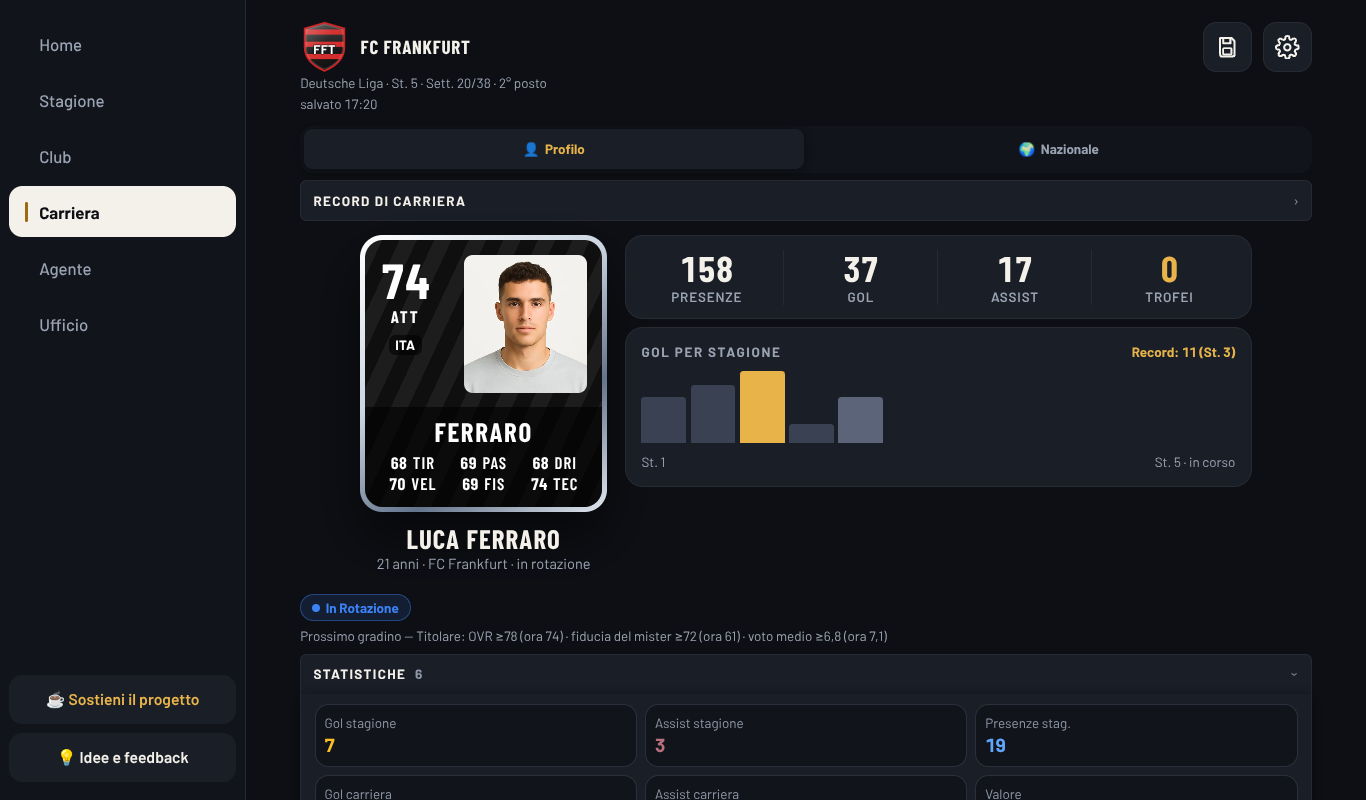 Home
Stagione
Club
Carriera
Agente
Ufficio
☕ Sostieni il progetto
💡 Idee e feedback
FFT
FC FRANKFURT
Deutsche Liga · St. 5 · Sett. 20/38 · 2° posto
salvato 17:20
👤 Profilo
🌍 Nazionale
RECORD DI CARRIERA
74
ATT
ITA
FERRARO
68 TIR 69 PAS 68 DRI
70 VEL 69 FIS 74 TEC
LUCA FERRARO
21 anni · FC Frankfurt · in rotazione
158 37 17 0
PRESENZE GOL ASSIST TROFEI
GOL PER STAGIONE Record: 11 (St. 3)
St. 1 St. 5 · in corso
In Rotazione
Prossimo gradino — Titolare: OVR ≥78 (ora 74) · fiducia del mister ≥72 (ora 61) · voto medio ≥6,8 (ora 7,1)
STATISTICHE 6
Gol stagione Assist stagione Presenze stag.
7 3 19
Gol carriera Assist carriera Valore